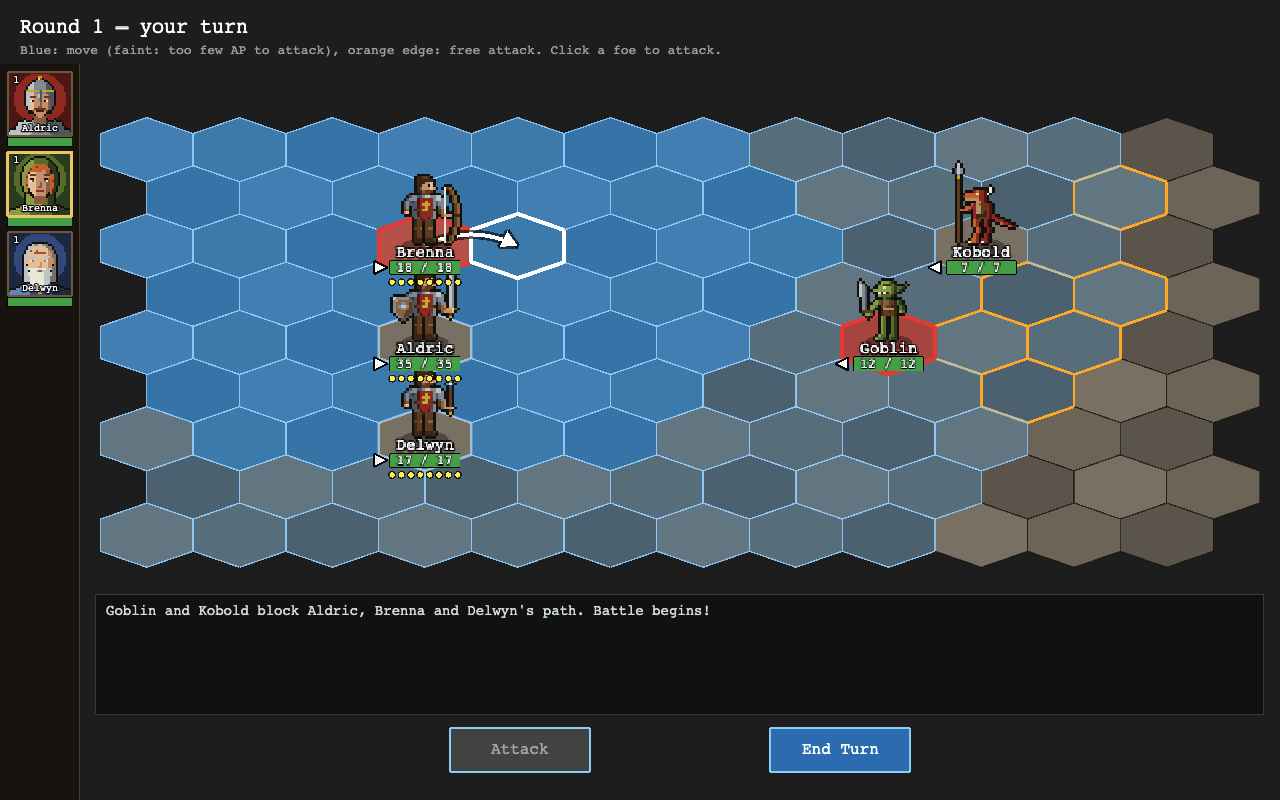 Round 1 — your turn
Blue: move (faint: too few AP to attack), orange edge: free attack. Click a foe to attack.
1
Aldric
1
Brenna
1
Delwyn
Brenna
18 / 18
Kobold
7 / 7
Aldric
35 / 35
Goblin
12 / 12
Delwyn
17 / 17
Goblin and Kobold block Aldric, Brenna and Delwyn's path. Battle begins!
Attack
End Turn